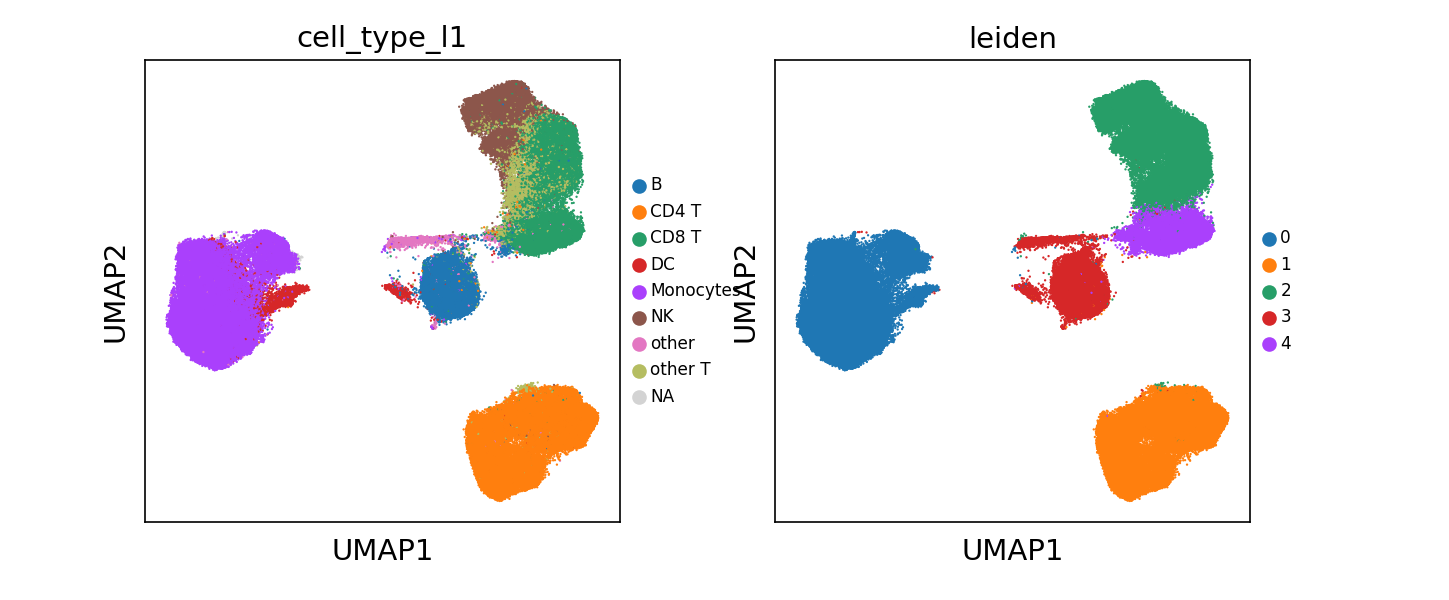 cell_type_l1
UMAP2
UMAP1
B
CD4 T
CD8 T
DC
Monocytes
NK
other
other T
NA
leiden
UMAP2
UMAP1
0
1
2
3
4